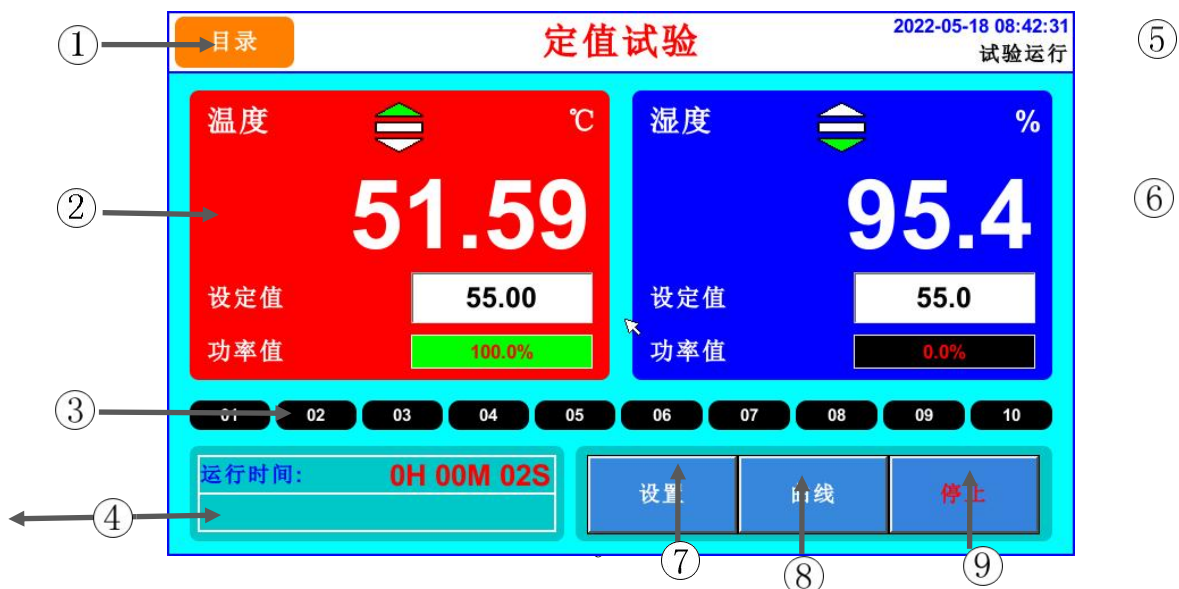 ① 目录 定值试验 2022-05-18 08:42:31 ⑤
试验运行
温度 ℃ 湿度 %
② 51.59 95.4 ⑥
设定值 55.00 设定值 55.0
功率值 100.0% 功率值 0.0%
③ 01 02 03 04 05 06 07 08 09 10
运行时间: 0H 00M 02S
设置 曲线 停止
④
⑦ ⑧ ⑨